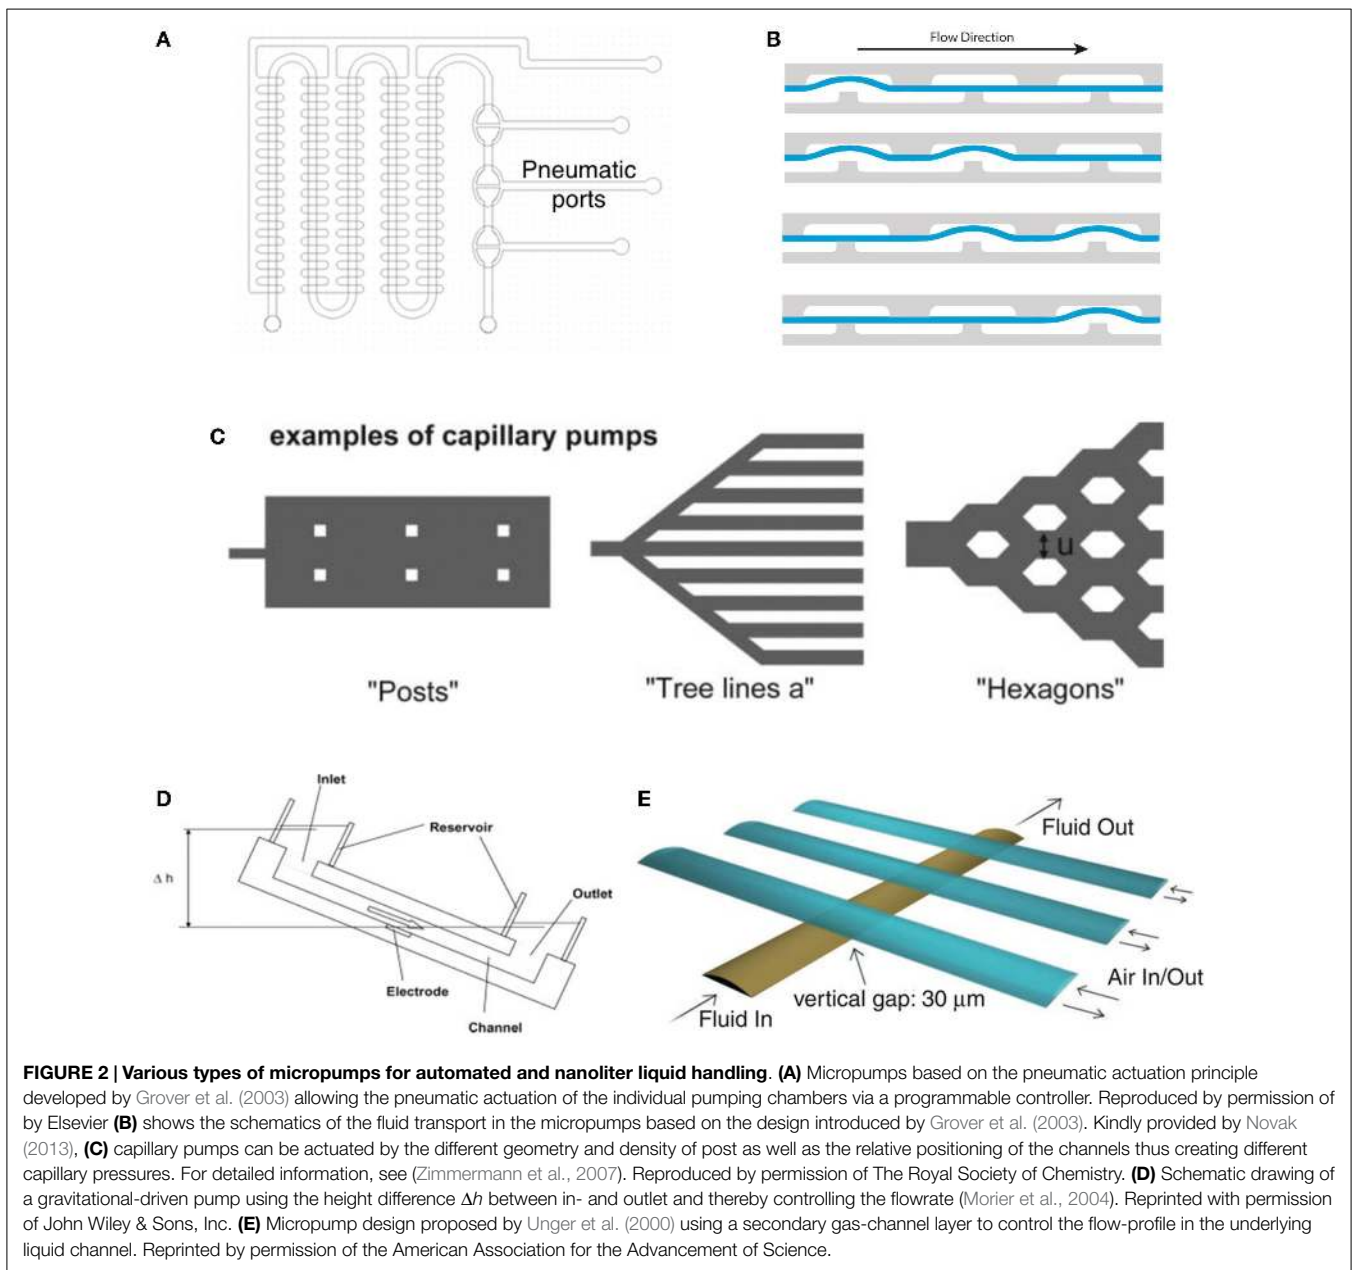 A
Pneumatic
ports
B
Flow Direction
C
examples of capillary pumps
u
"Posts"
"Tree lines a"
"Hexagons"
D
Inlet
Reservoir
Δ h
Outlet
Electrode
Channel
E
Fluid Out
Air In/Out
vertical gap: 30 μm
Fluid In
FIGURE 2 | Various types of micropumps for automated and nanoliter liquid handling. (A) Micropumps based on the pneumatic actuation principle
developed by Grover et al. (2003) allowing the pneumatic actuation of the individual pumping chambers via a programmable controller. Reproduced by permission of
by Elsevier (B) shows the schematics of the fluid transport in the micropumps based on the design introduced by Grover et al. (2003). Kindly provided by Novak
(2013), (C) capillary pumps can be actuated by the different geometry and density of post as well as the relative positioning of the channels thus creating different
capillary pressures. For detailed information, see (Zimmermann et al., 2007). Reproduced by permission of The Royal Society of Chemistry. (D) Schematic drawing of
a gravitational-driven pump using the height difference Δh between in- and outlet and thereby controlling the flowrate (Morier et al., 2004). Reprinted with permission
of John Wiley & Sons, Inc. (E) Micropump design proposed by Unger et al. (2000) using a secondary gas-channel layer to control the flow-profile in the underlying
liquid channel. Reprinted by permission of the American Association for the Advancement of Science.